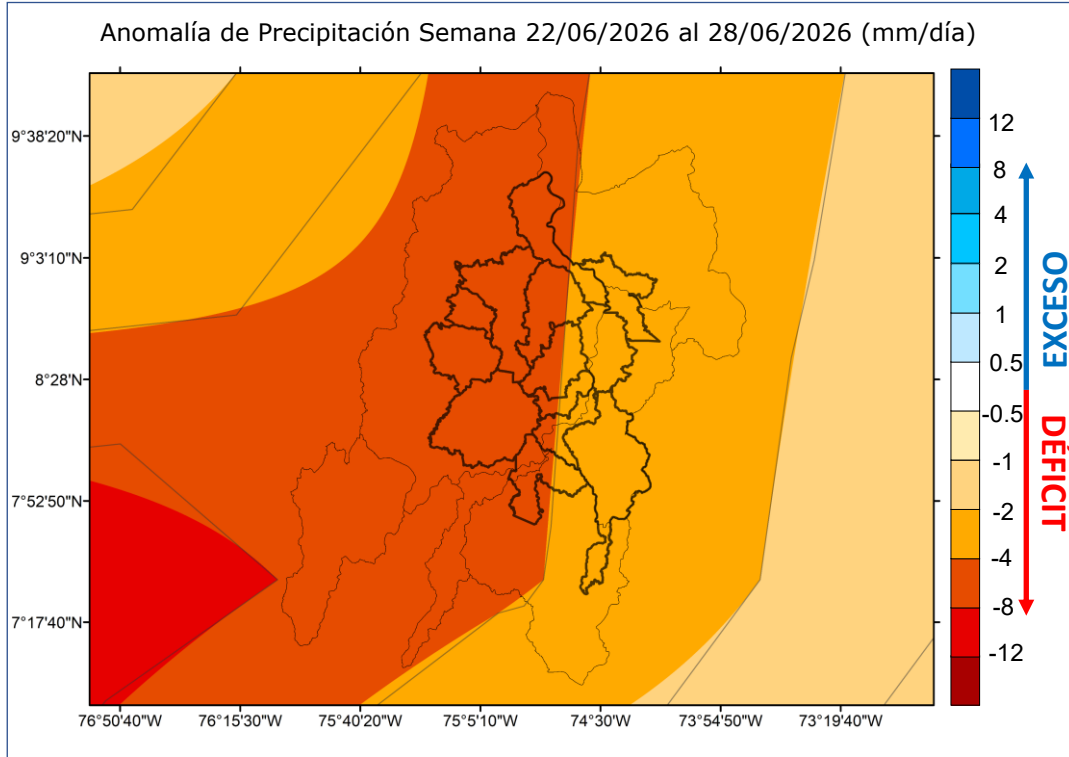 Anomalía de Precipitación Semana 22/06/2026 al 28/06/2026 (mm/día)
9°38'20"N
9°3'10"N
8°28'N
7°52'50"N
7°17'40"N
76°50'40"W
76°15'30"W
75°40'20"W
75°5'10"W
74°30'W
73°54'50"W
73°19'40"W
12
8
4
2
1
0.5
-0.5
-1
-2
-4
-8
-12
EXCESO
DÉFICIT